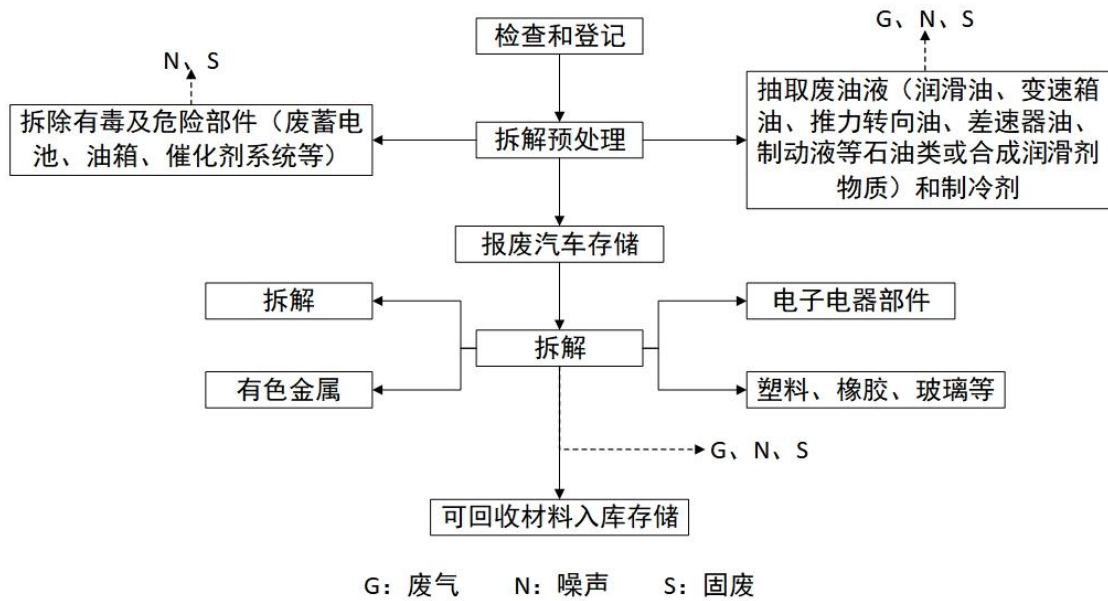 检查和登记
G、N、S
N、S
拆除有毒及危险部件（废蓄电
池、油箱、催化剂系统等）
拆解预处理
抽取废油液（润滑油、变速箱
油、推力转向油、差速器油、
制动液等石油类或合成润滑剂
物质）和制冷剂
报废汽车存储
拆解
电子电器部件
拆解
有色金属
塑料、橡胶、玻璃等
G、N、S
可回收材料入库存储
G：废气 N：噪声 S：固废